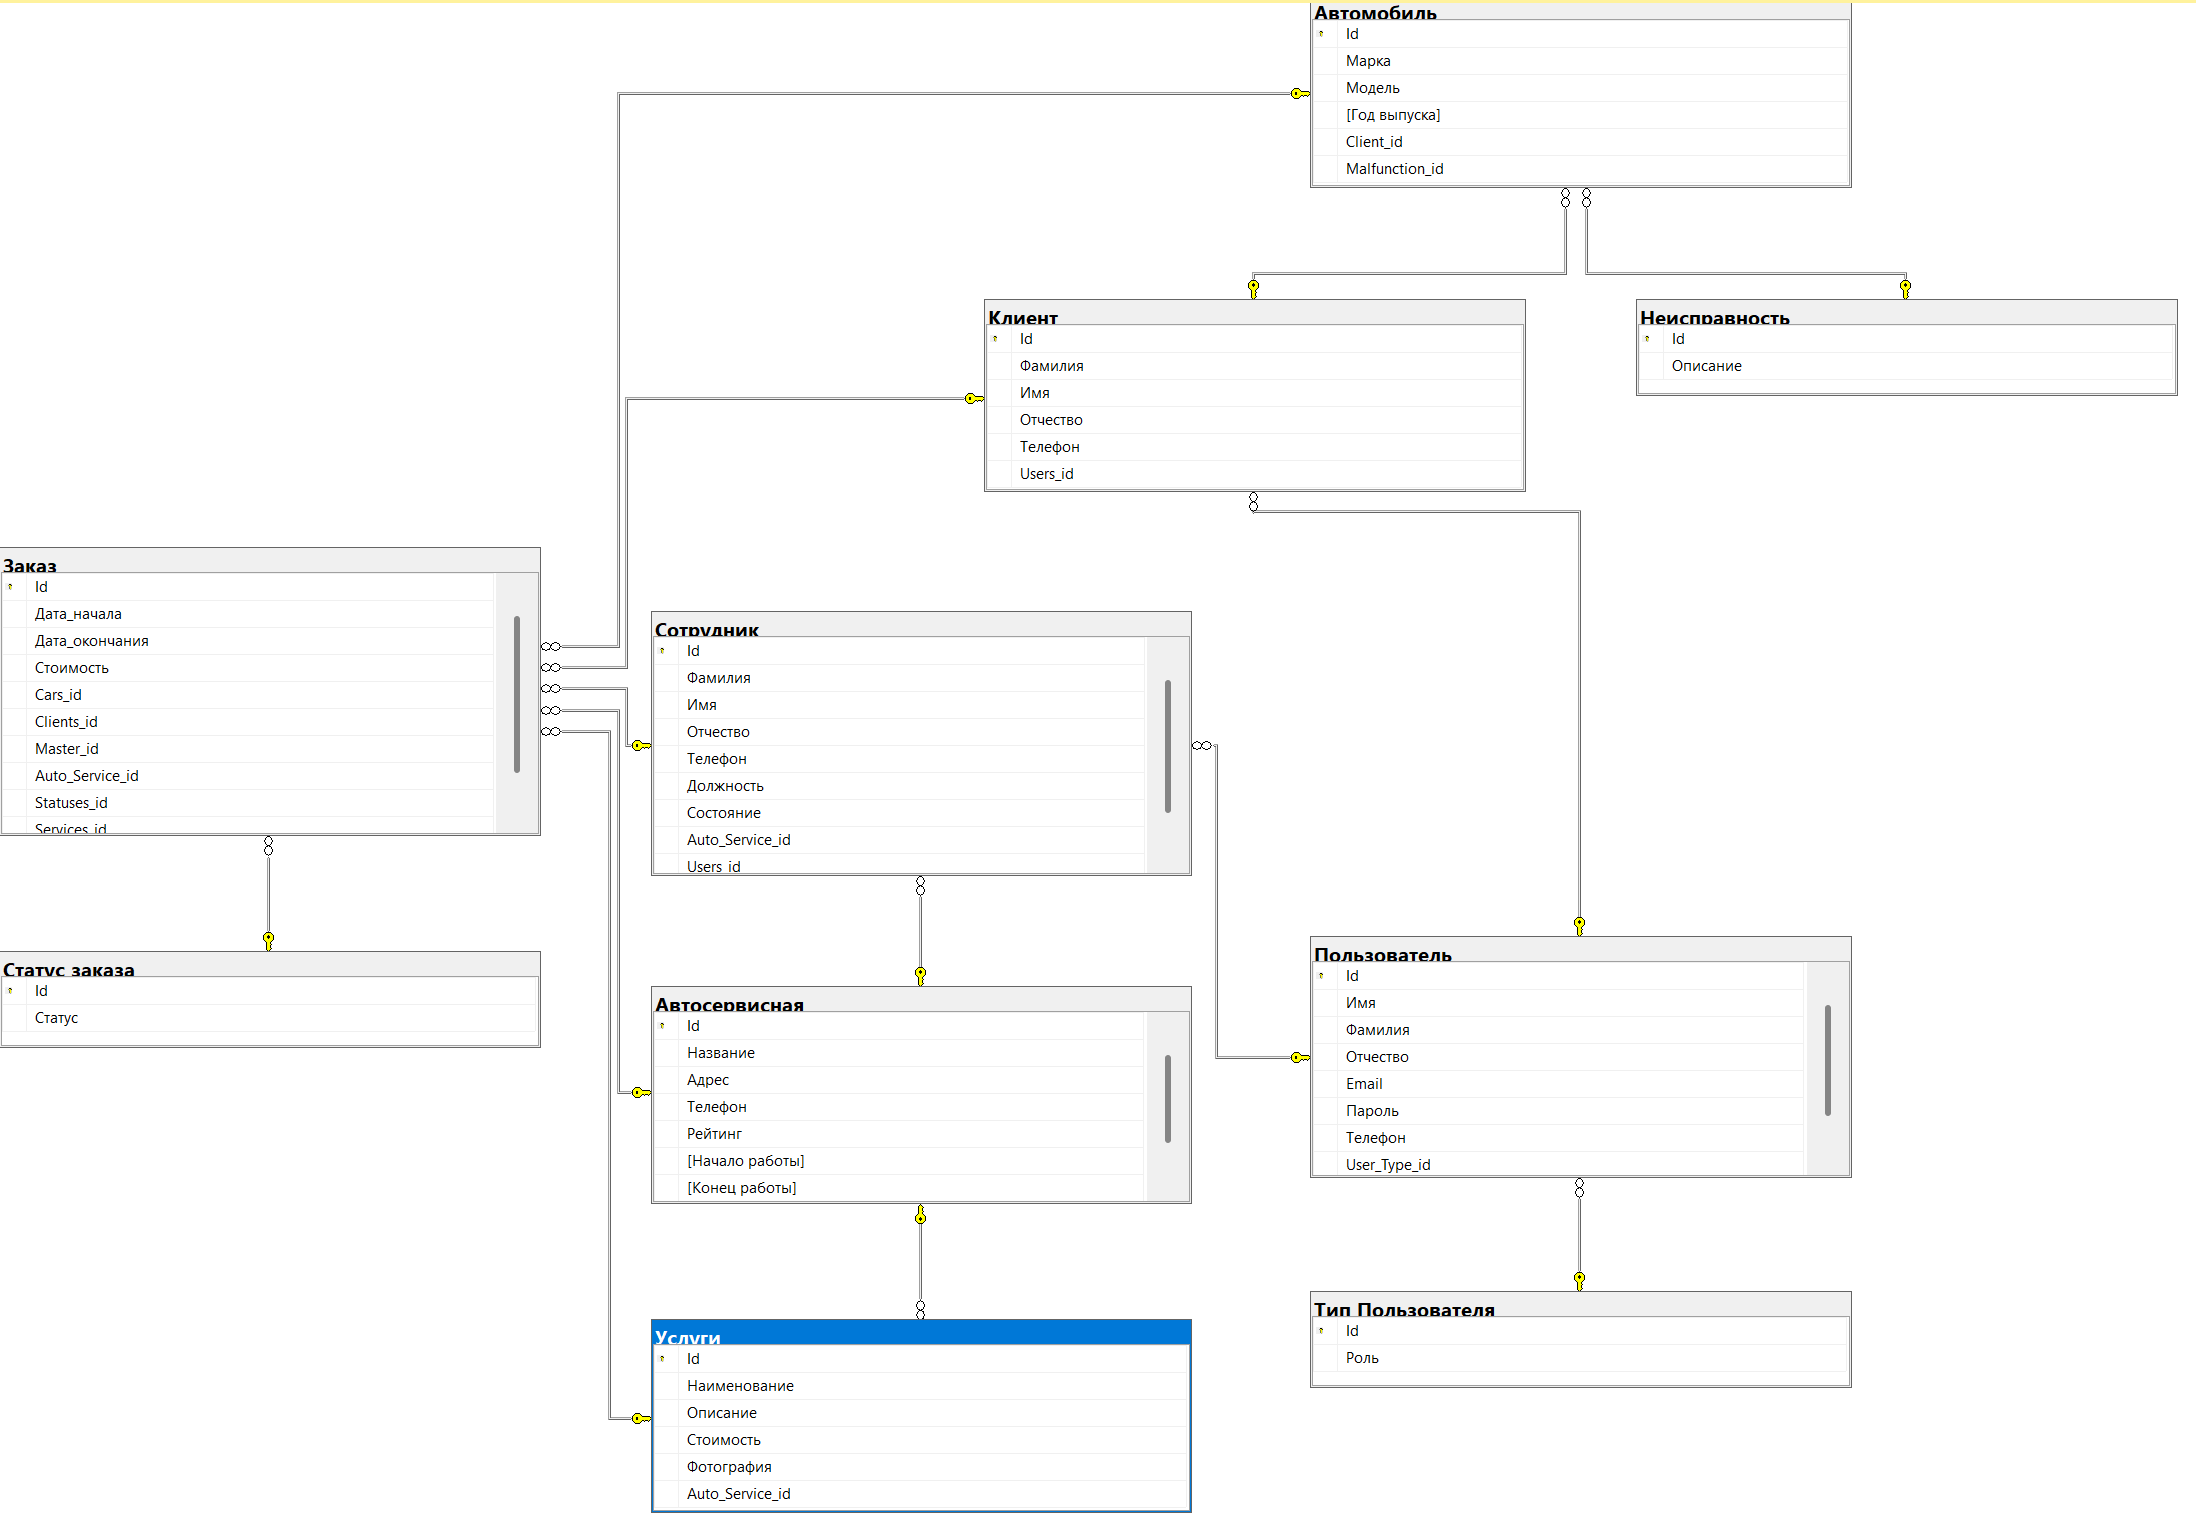 Автомобиль
Id
Марка
Модель
[Год выпуска]
Client_id
Malfunction_id
Клиент
Id
Фамилия
Имя
Отчество
Телефон
Users_id
Неисправность
Id
Описание
Заказ
Id
Дата_начала
Дата_окончания
Стоимость
Cars_id
Clients_id
Master_id
Auto_Service_id
Statuses_id
Services_id
Сотрудник
Id
Фамилия
Имя
Отчество
Телефон
Должность
Состояние
Auto_Service_id
Users_id
Статус заказа
Id
Статус
Автосервисная
Id
Название
Адрес
Телефон
Рейтинг
[Начало работы]
[Конец работы]
Пользователь
Id
Имя
Фамилия
Отчество
Email
Пароль
Телефон
User_Type_id
Тип Пользователя
Id
Роль
Услуги
Id
Наименование
Описание
Стоимость
Фотография
Auto_Service_id